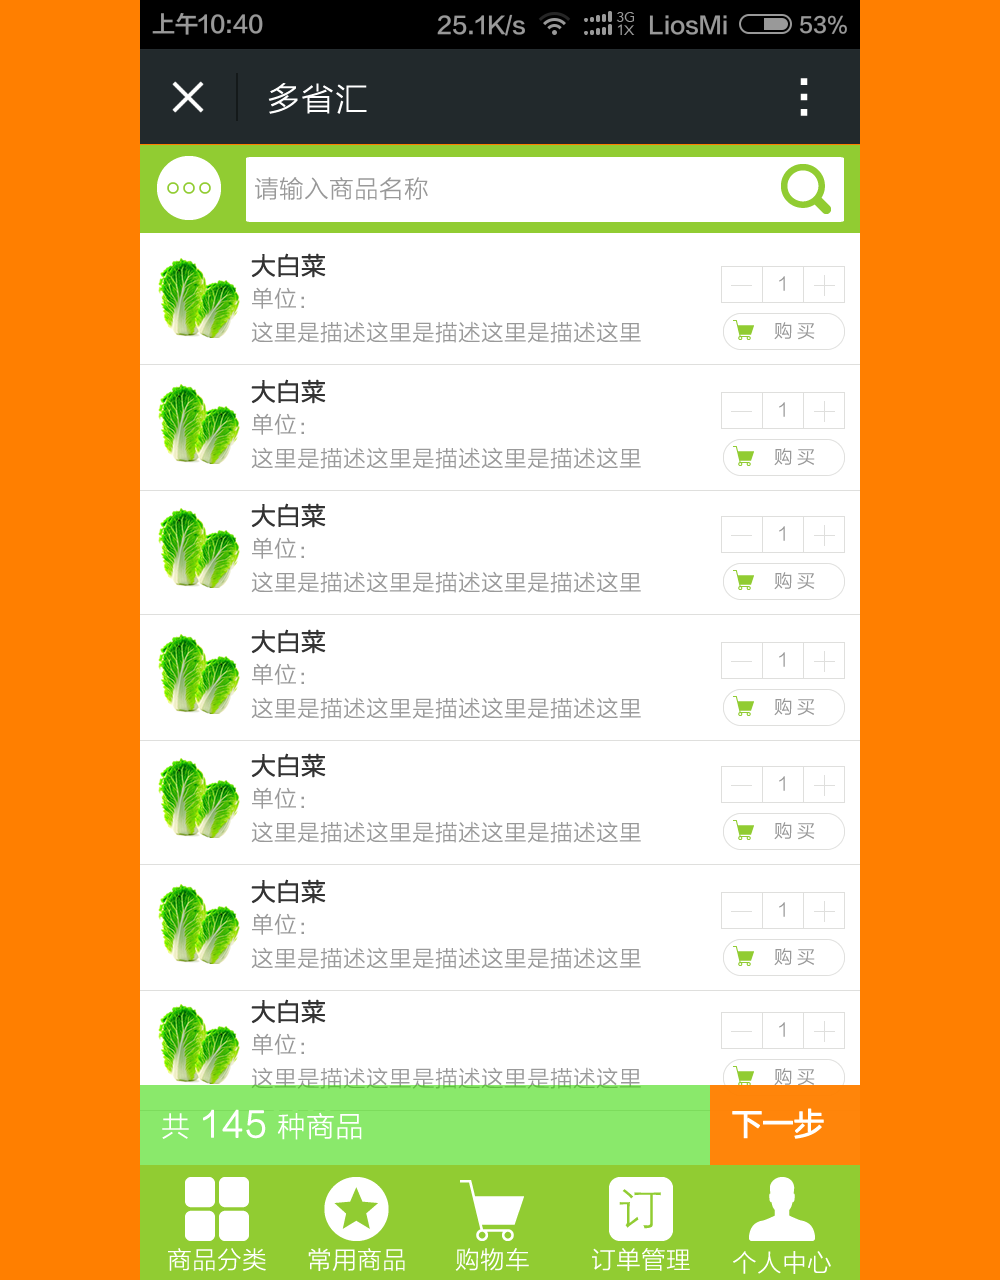 上午10:40 25.1K/s 3G 1X LiosMi 53%
多省汇
请输入商品名称
大白菜
单位：
1
这里是描述这里是描述这里是描述这里
购买
大白菜
单位：
1
这里是描述这里是描述这里是描述这里
购买
大白菜
单位：
1
这里是描述这里是描述这里是描述这里
购买
大白菜
单位：
1
这里是描述这里是描述这里是描述这里
购买
大白菜
单位：
1
这里是描述这里是描述这里是描述这里
购买
大白菜
单位：
1
这里是描述这里是描述这里是描述这里
购买
大白菜
单位：
1
这里是描述这里是描述这里是描述这里
购买
共 145 种商品 下一步
订
商品分类 常用商品 购物车 订单管理 个人中心